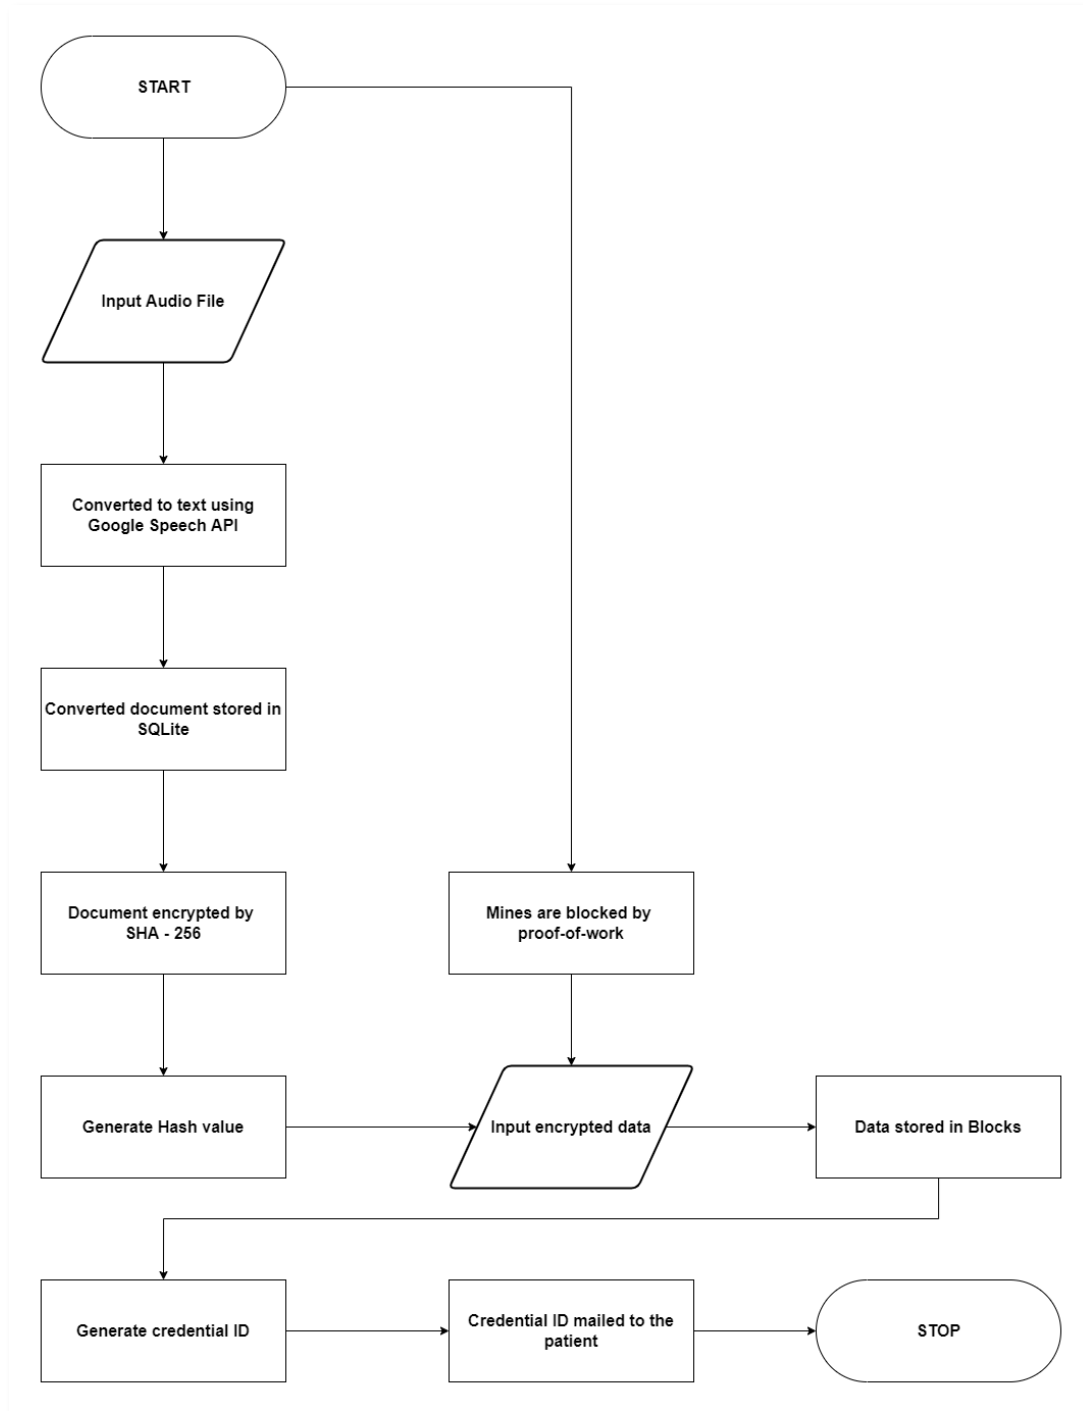 START
Input Audio File
Converted to text using
Google Speech API
Converted document stored in
SQLite
Document encrypted by
SHA - 256
Mines are blocked by
proof-of-work
Generate Hash value
Input encrypted data
Data stored in Blocks
Generate credential ID
Credential ID mailed to the
patient
STOP